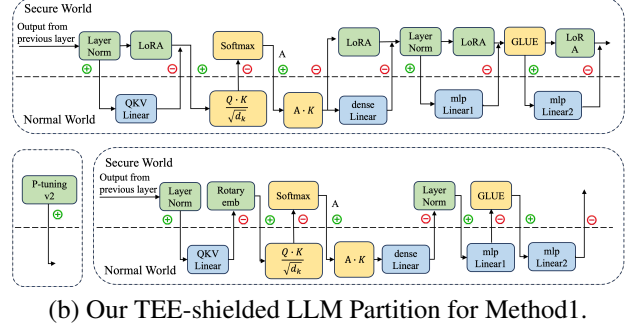 Secure World
Output from
previous layer
Layer
Norm
LoRA
Softmax
A
LoRA
Layer
Norm
LoRA
GLUE
LoR
A
+
−
+
−
+
−
+
−
+
−
QKV
Linear
Q · K
√dk
A · K
dense
Linear
mlp
Linear1
mlp
Linear2
Normal World
P-tuning
v2
+
Secure World
Output from
previous layer
Layer
Norm
Rotary
emb
Softmax
A
Layer
Norm
GLUE
+
−
+
−
+
−
+
−
+
−
QKV
Linear
Q · K
√dk
A · K
dense
Linear
mlp
Linear1
mlp
Linear2
Normal World
(b) Our TEE-shielded LLM Partition for Method1.